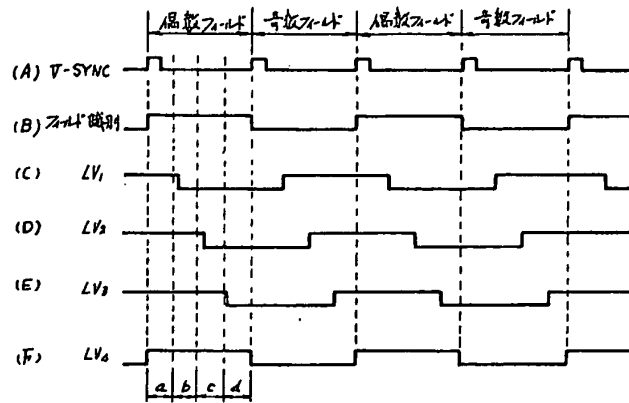 偶数フィールド 奇数フィールド 偶数フィールド 奇数フィールド
(A) V-SYNC
(B) フィールド識別
(C) LV1
(D) LV2
(E) LV3
(F) LV4
a b c d